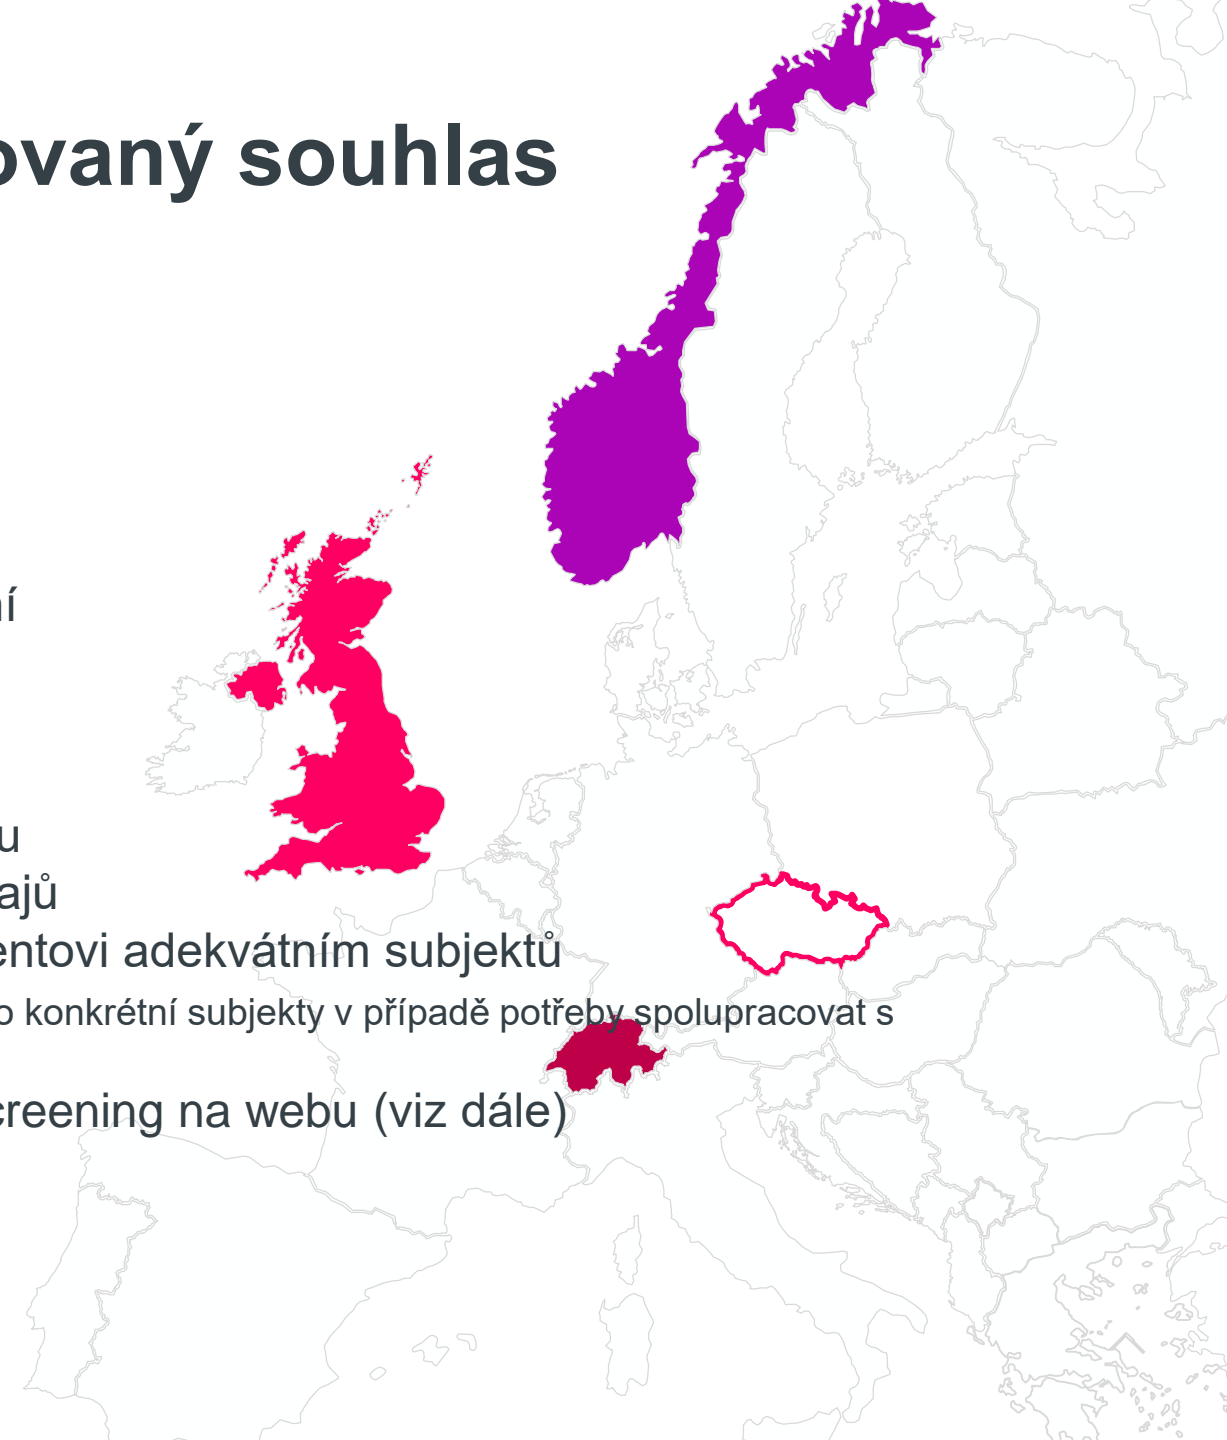 ovaný souhlas
ní
u
ajů
entovi adekvátním subjektů
o konkrétní subjekty v případě potřeby spolupracovat s
creening na webu (viz dále)